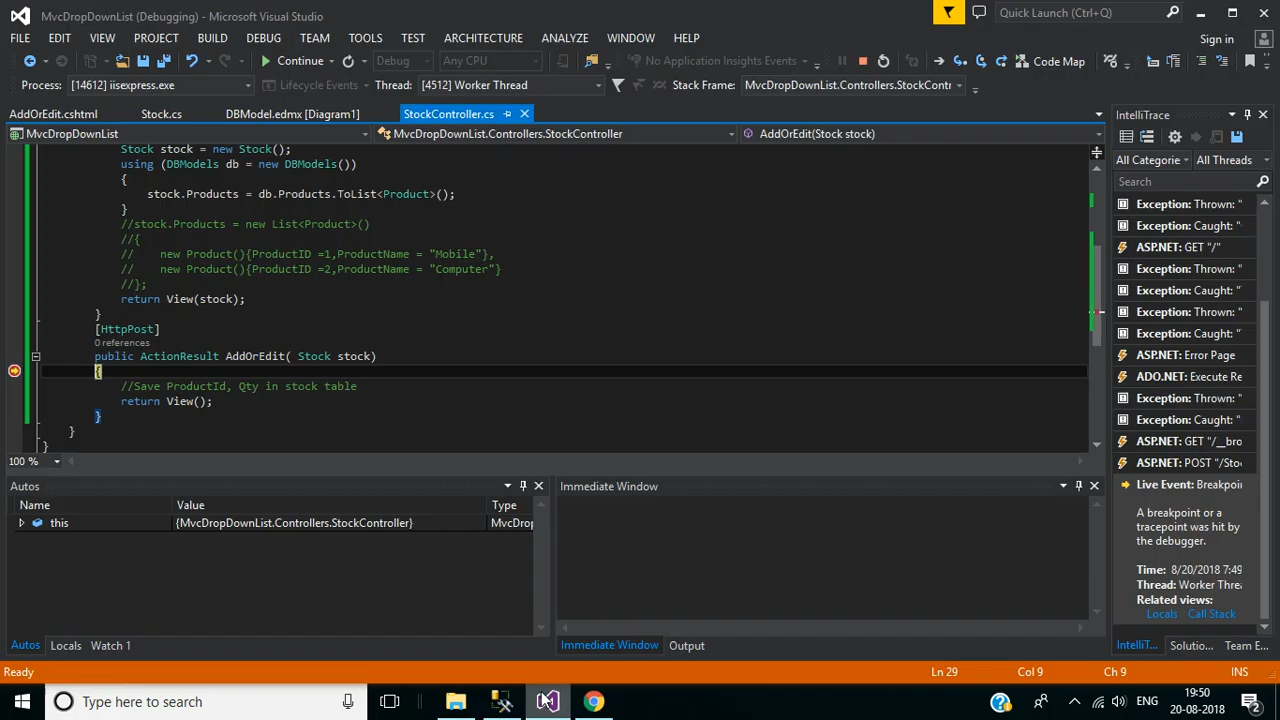 MvcDropDownList (Debugging) - Microsoft Visual Studio
Quick Launch (Ctrl+Q)
FILE EDIT VIEW PROJECT BUILD DEBUG TEAM TOOLS TEST ARCHITECTURE ANALYZE WINDOW HELP
Sign in
Continue Debug Any CPU No Application Insights Events Code Map
Process: [14612] iisexpress.exe Lifecycle Events Thread: [4512] Worker Thread Stack Frame: MvcDropDownList.Controllers.StockContr
AddOrEdit.cshtml Stock.cs DBModel.edmx [Diagram1] StockController.cs
MvcDropDownList MvcDropDownList.Controllers.StockController AddOrEdit(Stock stock)
Stock stock = new Stock();
using (DBModels db = new DBModels())
{
stock.Products = db.Products.ToList<Product>();
}
//stock.Products = new List<Product>()
//{
// new Product(){ProductID =1,ProductName = "Mobile"},
// new Product(){ProductID =2,ProductName = "Computer"}
//};
return View(stock);
}
[HttpPost]
0 references
public ActionResult AddOrEdit( Stock stock)
{
//Save ProductId, Qty in stock table
return View();
}
}
}
100 %
Autos
Name Value Type
this {MvcDropDownList.Controllers.StockController} MvcDrop
Autos Locals Watch 1
Immediate Window
Immediate Window Output
IntelliTrace
All Categorie All Threads
Search
Exception: Thrown: "
Exception: Caught: "
ASP.NET: GET "/"
Exception: Thrown: "
Exception: Caught: "
Exception: Thrown: "
Exception: Caught: "
ASP.NET: Error Page
ADO.NET: Execute Re
Exception: Thrown: "
Exception: Caught: "
ASP.NET: GET "/__bro
ASP.NET: POST "/Sto
Live Event: Breakpoi
A breakpoint or a
tracepoint was hit by
the debugger.
Time: 8/20/2018 7:49
Thread: Worker Threa
Related views:
Locals Call Stack
IntelliT... Solutio... Team E...
Ready Ln 29 Col 9 Ch 9 INS
Type here to search
ENG
19:50
20-08-2018
2